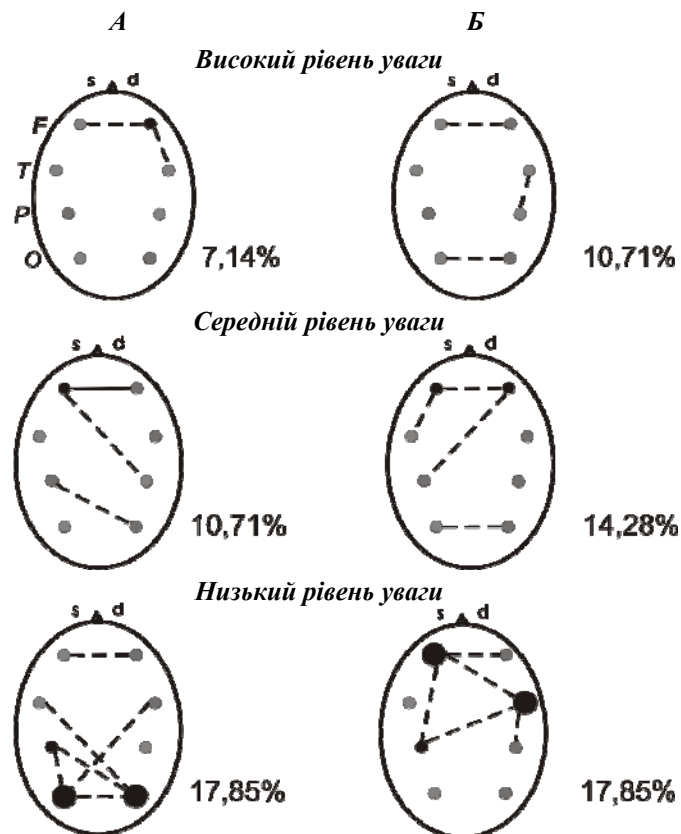 А Б
Високий рівень уваги
s d s d
F
T
P
O
7,14% 10,71%
Середній рівень уваги
s d s d
10,71% 14,28%
Низький рівень уваги
s d s d
17,85% 17,85%